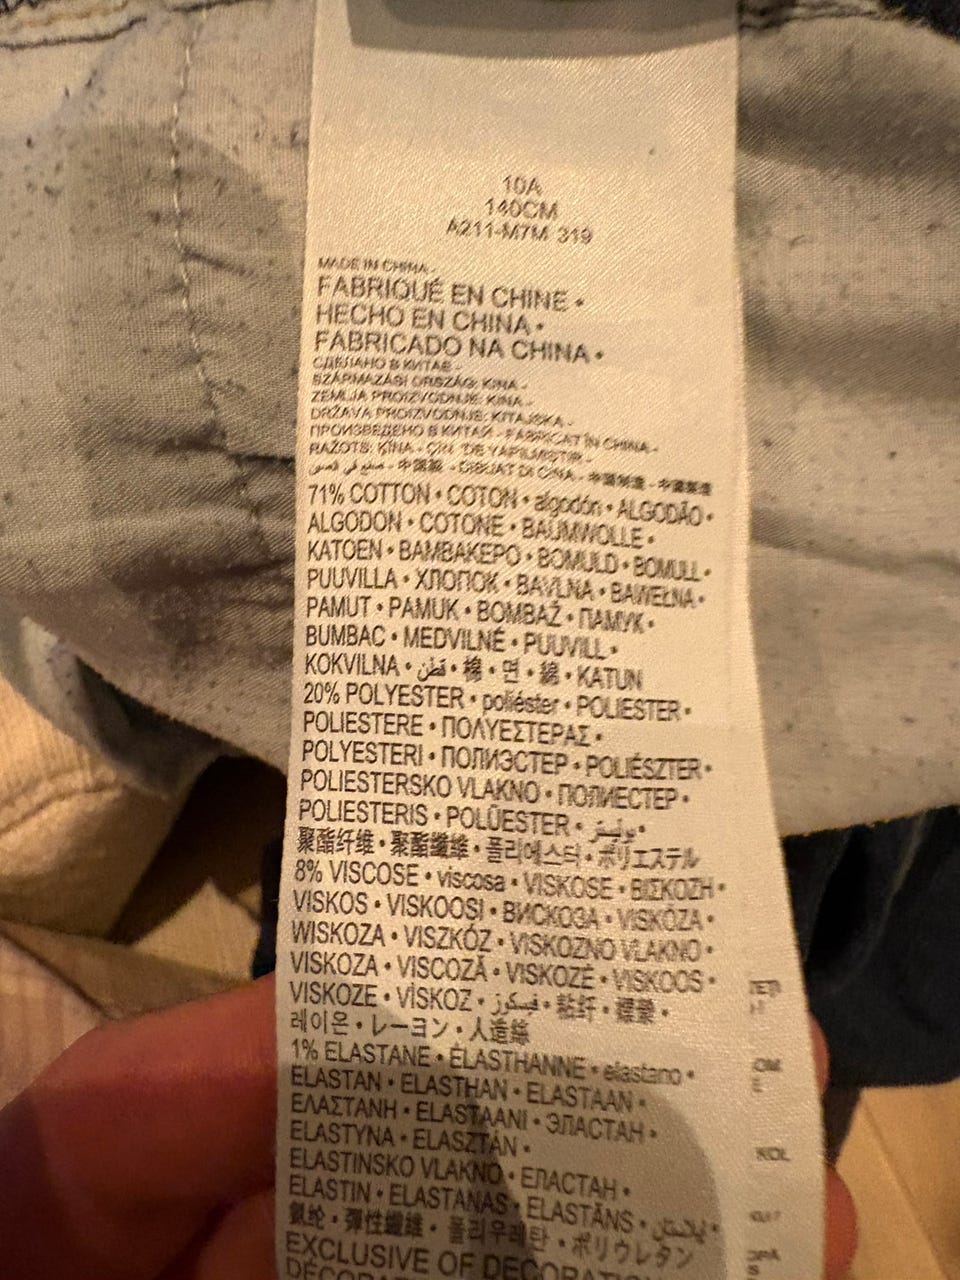 10A
140CM
A211-M7M 319
MADE IN CHINA -
FABRIQUÉ EN CHINE •
HECHO EN CHINA •
FABRICADO NA CHINA •
СДЕЛАНО В КИТАЕ -
SZÁRMAZÁSI ORSZÁG: KÍNA -
ZEMLJA PROIZVODNJE: KINA -
DRŽAVA PROIZVODNJE: KITAJSKA -
ПРОИЗВЕДЕНО В КИТАЙ - FABRICAT ÎN CHINA -
RAŽOTS: ĶĪNA - ÇİN 'DE YAPILMIŞTIR -
صنع في الصين - 中國製 - DIBUAT DI CINA - 中国制造 - 中國製造
71% COTTON • COTON • algodón • ALGODÃO •
ALGODON • COTONE • BAUMWOLLE •
KATOEN • BAMBAKEPO • BOMULD • BOMULL •
PUUVILLA • ХЛОПОК • BAVLNA • BAWEŁNA •
PAMUT • PAMUK • BOMBAŽ • ПАМУК •
BUMBAC • MEDVILNĖ • PUUVILL •
KOKVILNA • قطن • 棉 • 면 • 綿 • KATUN
20% POLYESTER • poliéster • POLIESTER •
POLIESTERE • ΠΟΛΥΕΣΤΕΡΑΣ •
POLYESTERI • ПОЛИЭСТЕР • POLIÉSZTER •
POLIESTERSKO VLAKNO • ПОЛИЕСТЕР •
POLIESTERIS • POLÜESTER • بوليستر •
聚酯纤维 • 聚酯纖維 • 폴리에스터 • ポリエステル
8% VISCOSE • viscosa • VISKOSE • ΒΙΣΚΟΖΗ •
VISKOS • VISKOOSI • ВИСКОЗА • VISKÓZA •
WISKOZA • VISZKÓZ • VISKOZNO VLAKNO •
VISKOZA • VISCOZĂ • VISKOZĖ • VISKOOS •
VISKOZE • VİSKOZ • فيسكوز • 粘纤 • 嫘縈 •
레이온 • レーヨン • 人造絲
1% ELASTANE • ÉLASTHANNE • elastano •
ELASTAN • ELASTHAN • ELASTAAN •
ΕΛΑΣΤΑΝΗ • ELASTAANI • ЭЛАСТАН •
ELASTYNA • ELASZTÁN •
ELASTINSKO VLAKNO • ЕЛАСТАН •
ELASTIN • ELASTANAS • ELASTĀNS • إيلاستان •
氨纶 • 彈性纖維 • 폴리우레탄 • ポリウレタン
EXCLUSIVE OF DECORATION